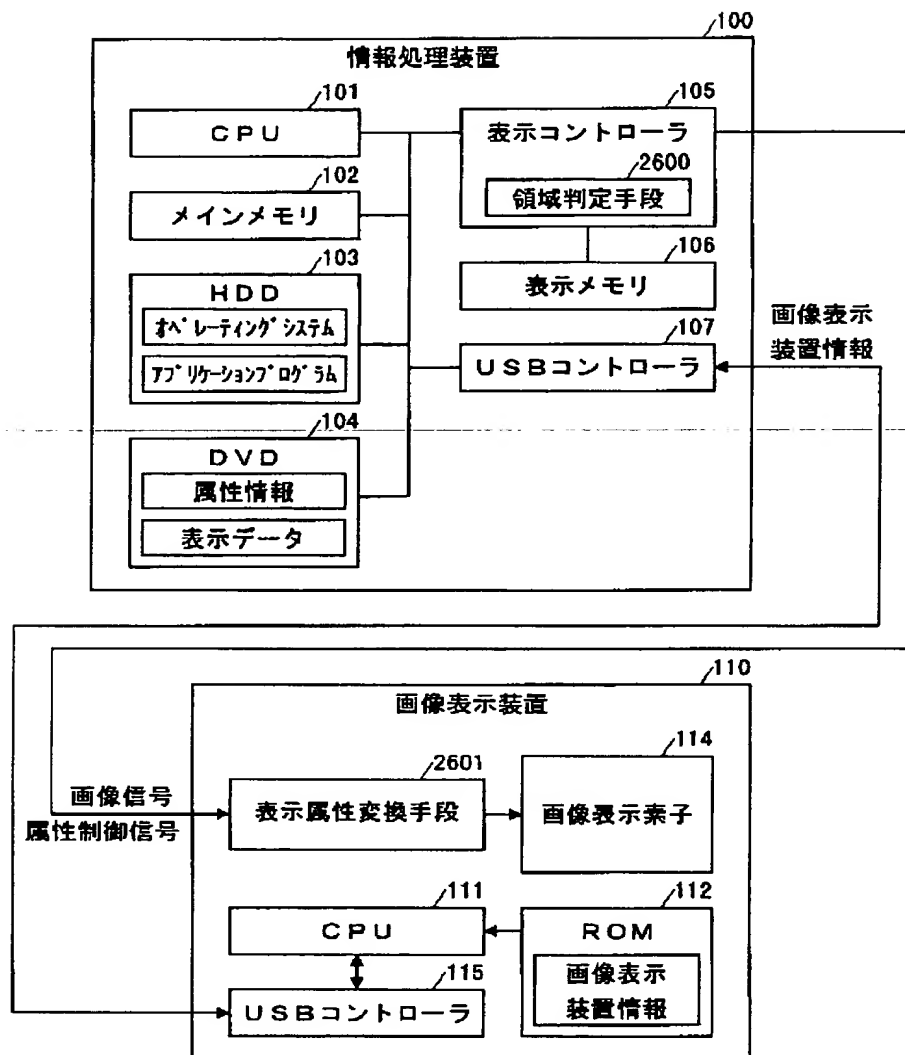 100
情報処理装置
101
CPU
102
メインメモリ
103
HDD
オペレーティングシステム
アプリケーションプログラム
104
DVD
属性情報
表示データ
105
表示コントローラ
2600
領域判定手段
106
表示メモリ
107
USBコントローラ
画像表示
装置情報
110
画像表示装置
画像信号
属性制御信号
2601
表示属性変換手段
114
画像表示素子
111
CPU
115
USBコントローラ
112
ROM
画像表示
装置情報